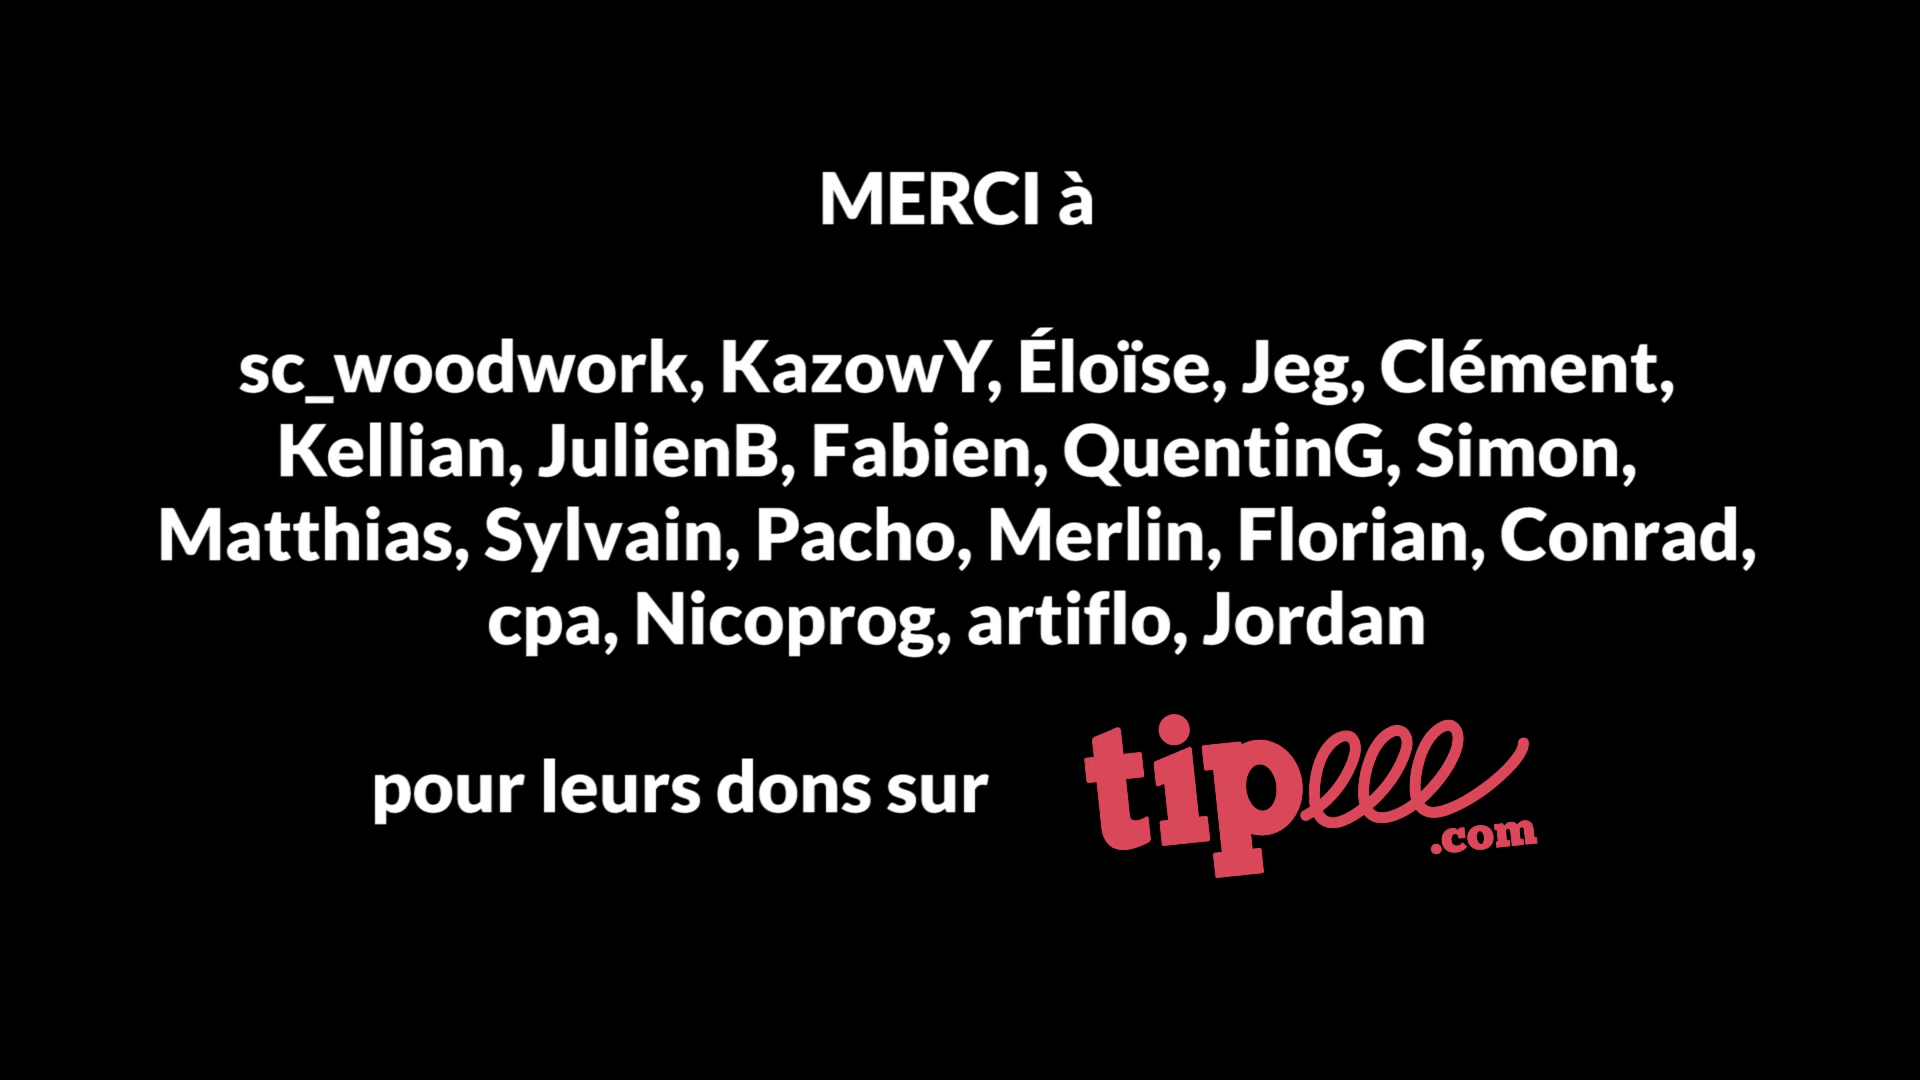 MERCI à
sc_woodwork, KazowY, Éloïse, Jeg, Clément,
Kellian, JulienB, Fabien, QuentinG, Simon,
Matthias, Sylvain, Pacho, Merlin, Florian, Conrad,
cpa, Nicoprog, artiflo, Jordan
pour leurs dons sur tipeee
.com